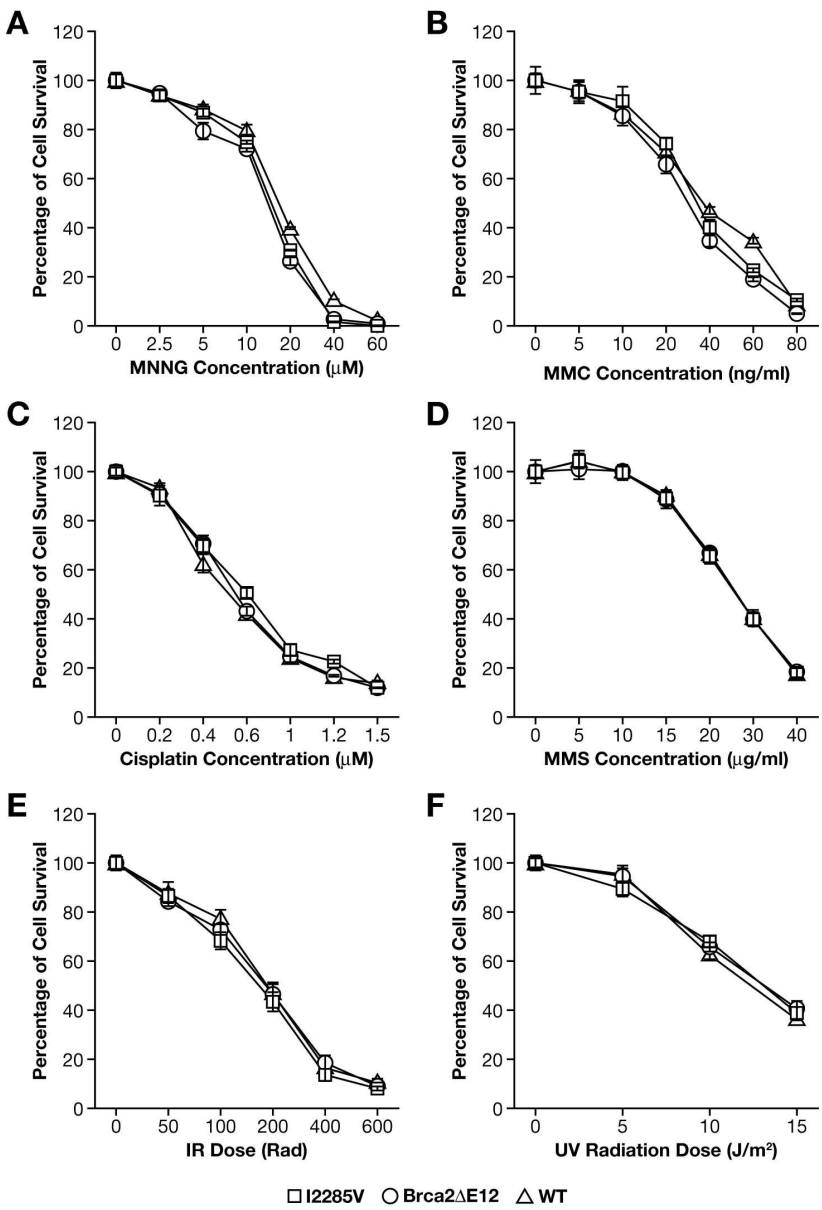 A
120
100
80
60
40
20
0
Percentage of Cell Survival
0 2.5 5 10 20 40 60
MNNG Concentration (μM)
B
120
100
80
60
40
20
0
Percentage of Cell Survival
0 5 10 20 40 60 80
MMC Concentration (ng/ml)
C
120
100
80
60
40
20
0
Percentage of Cell Survival
0 0.2 0.4 0.6 1 1.2 1.5
Cisplatin Concentration (μM)
D
120
100
80
60
40
20
0
Percentage of Cell Survival
0 5 10 15 20 30 40
MMS Concentration (μg/ml)
E
120
100
80
60
40
20
0
Percentage of Cell Survival
0 50 100 200 400 600
IR Dose (Rad)
F
120
100
80
60
40
20
0
Percentage of Cell Survival
0 5 10 15
UV Radiation Dose (J/m²)
I2285V Brca2ΔE12 WT